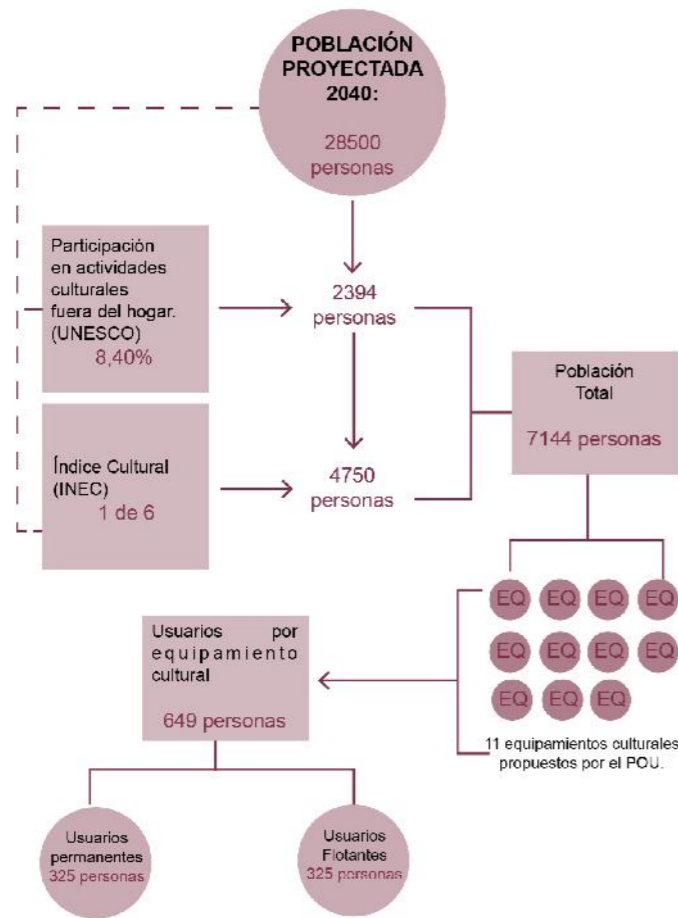 POBLACIÓN
PROYECTADA
2040:
28500
personas
Participación
en actividades
culturales
fuera del hogar.
(UNESCO)
8,40%
2394
personas
Población
Total
7144 personas
Índice Cultural
(INEC)
1 de 6
4750
personas
EQ EQ EQ EQ
EQ EQ EQ EQ
EQ EQ EQ
11 equipamientos culturales
propuestos por el POU.
Usuarios por
equipamiento
cultural
649 personas
Usuarios
permanentes
325 personas
Usuarios
Flotantes
325 personas